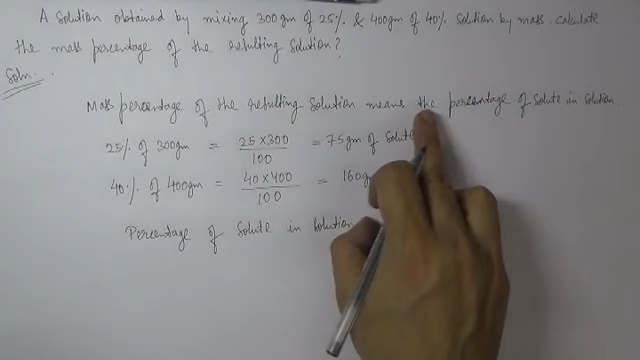 A solution obtained by mixing 300gm of 25% & 400gm of 40% solution by mass. calculate
the mass percentage of the resulting solution?
Soln.
Mass percentage of the resulting solution means the percentage of solute in solution.
25% of 300gm = 25×300/100 = 75gm of solute
40% of 400gm = 40×400/100 = 160g
Percentage of solute in solution